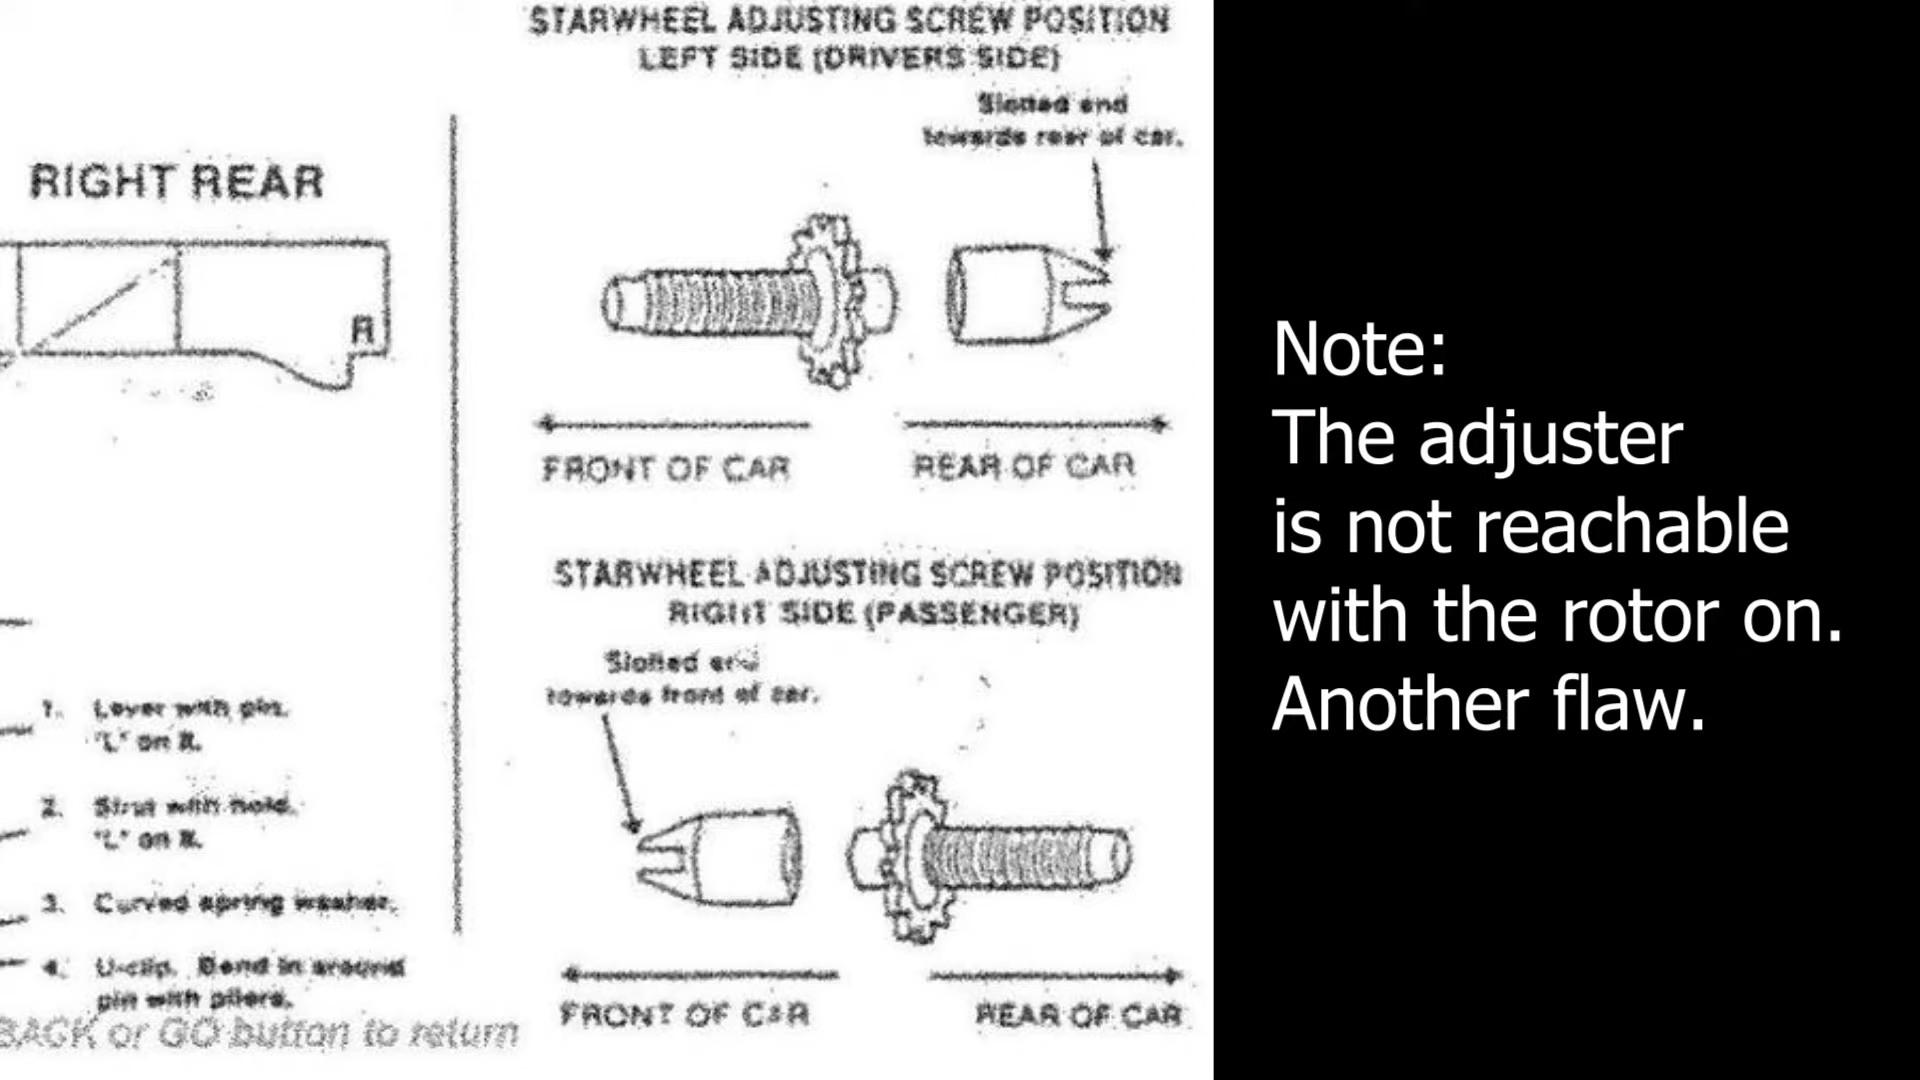 STARWHEEL ADJUSTING SCREW POSITION
LEFT SIDE (DRIVERS SIDE)
Slotted end
towards rear of car.
RIGHT REAR
R
FRONT OF CAR
REAR OF CAR
STARWHEEL ADJUSTING SCREW POSITION
RIGHT SIDE (PASSENGER)
Slotted end
towards front of car.
1. Lever with pin.
"L" on it.
2. Strut with hold.
"L" on it.
3. Curved spring washer.
4. U-clip. Bend in around
pin with pliers.
FRONT OF CAR
REAR OF CAR
BACK or GO button to return
Note:
The adjuster
is not reachable
with the rotor on.
Another flaw.